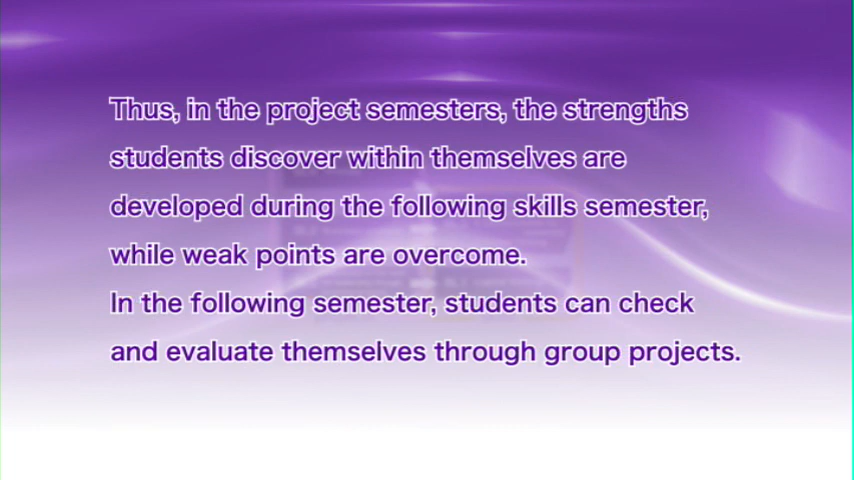 Thus, in the project semesters, the strengths
students discover within themselves are
developed during the following skills semester,
while weak points are overcome.
In the following semester, students can check
and evaluate themselves through group projects.